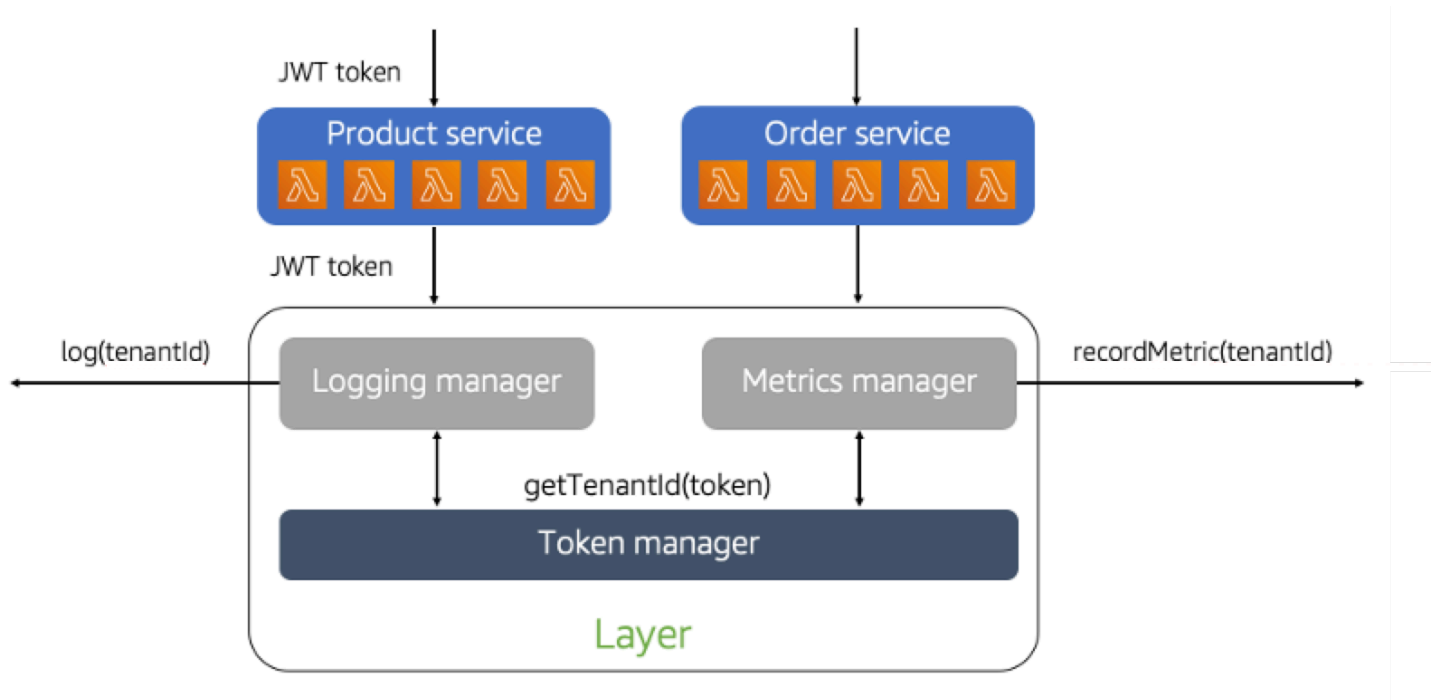 JWT token
Product service
Order service
JWT token
log(tenantId)
recordMetric(tenantId)
Logging manager
Metrics manager
getTenantId(token)
Token manager
Layer